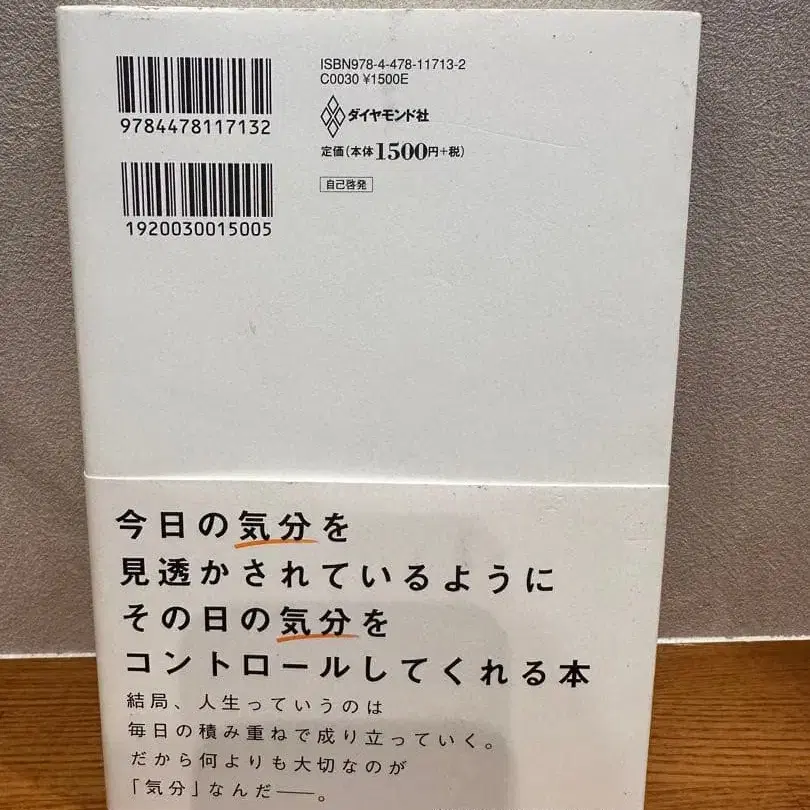 ISBN978-4-478-11713-2
C0030 ¥1500E
9784478117132
ダイヤモンド社
定価(本体1500円+税)
自己啓発
1920030015005
今日の気分を
見透かされているように
その日の気分を
コントロールしてくれる本
結局、人生っていうのは
毎日の積み重ねで成り立っていく。
だから何よりも大切なのが
「気分」なんだ――。